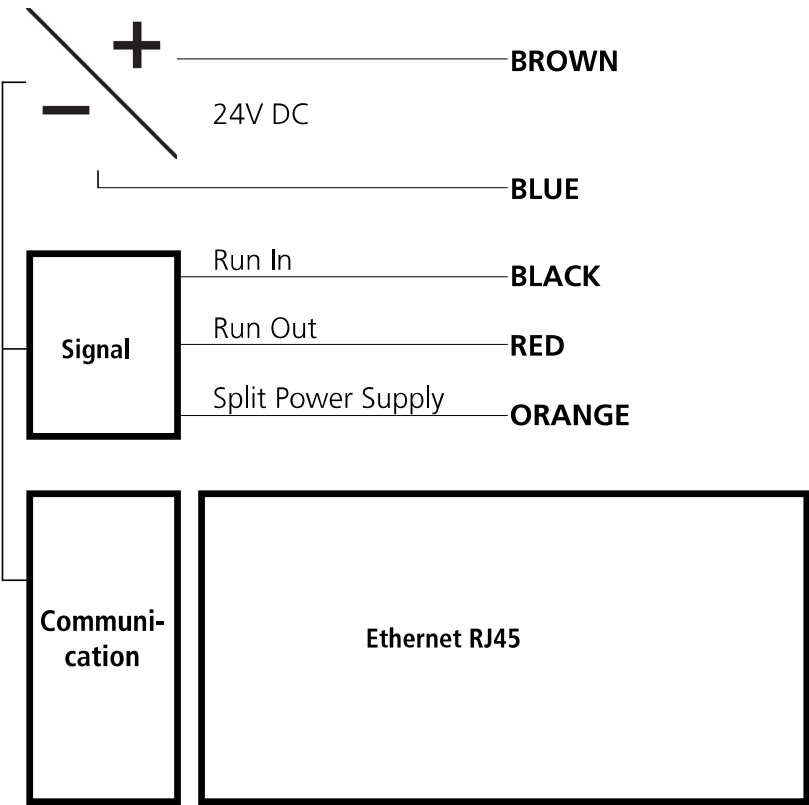 +
BROWN
−
24V DC
BLUE
Run In
BLACK
Signal
Run Out
RED
Split Power Supply
ORANGE
Communi-
cation
Ethernet RJ45